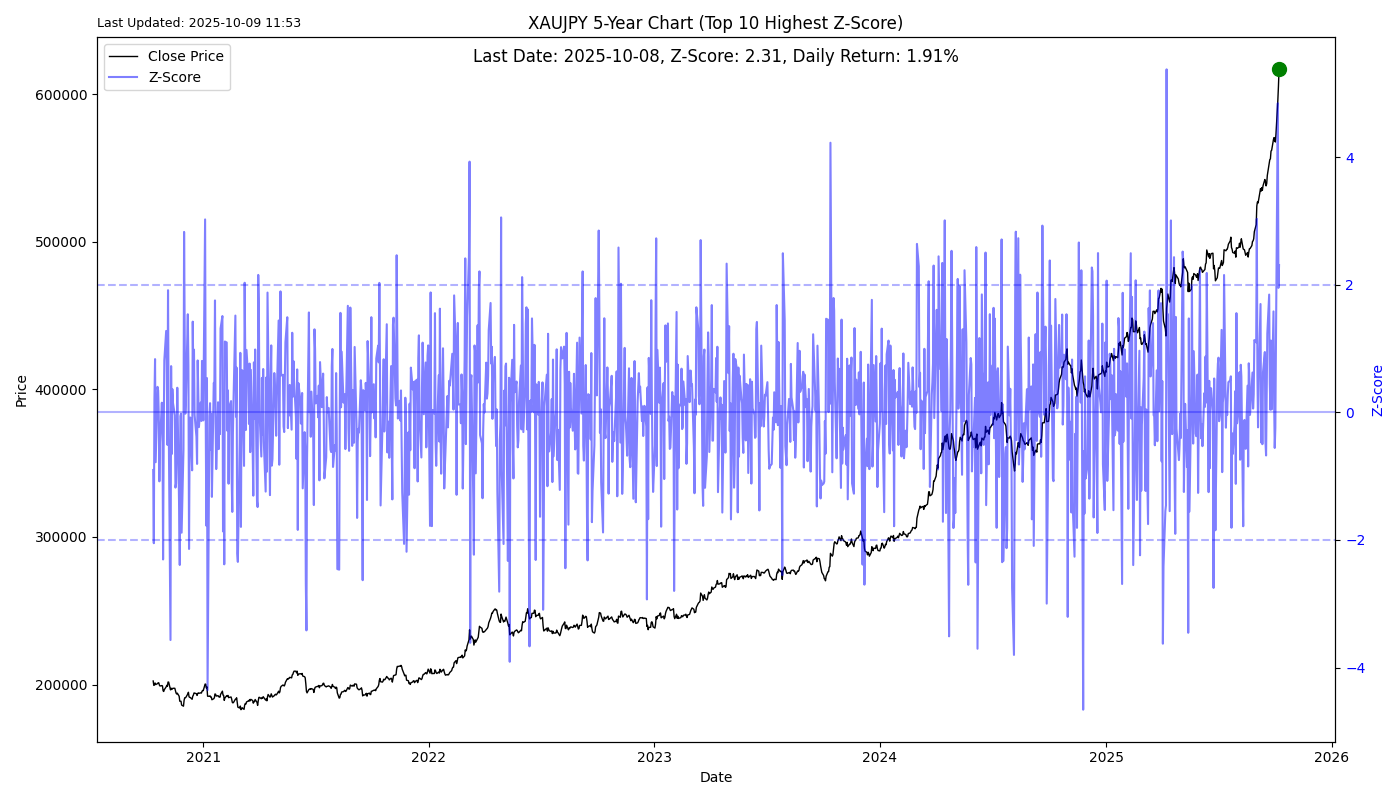 Last Updated: 2025-10-09 11:53
XAUJPY 5-Year Chart (Top 10 Highest Z-Score)
Last Date: 2025-10-08, Z-Score: 2.31, Daily Return: 1.91%
Close Price
Z-Score
600000
500000
400000
300000
200000
Price
4
2
0
−2
−4
Z-Score
2021
2022
2023
2024
2025
2026
Date